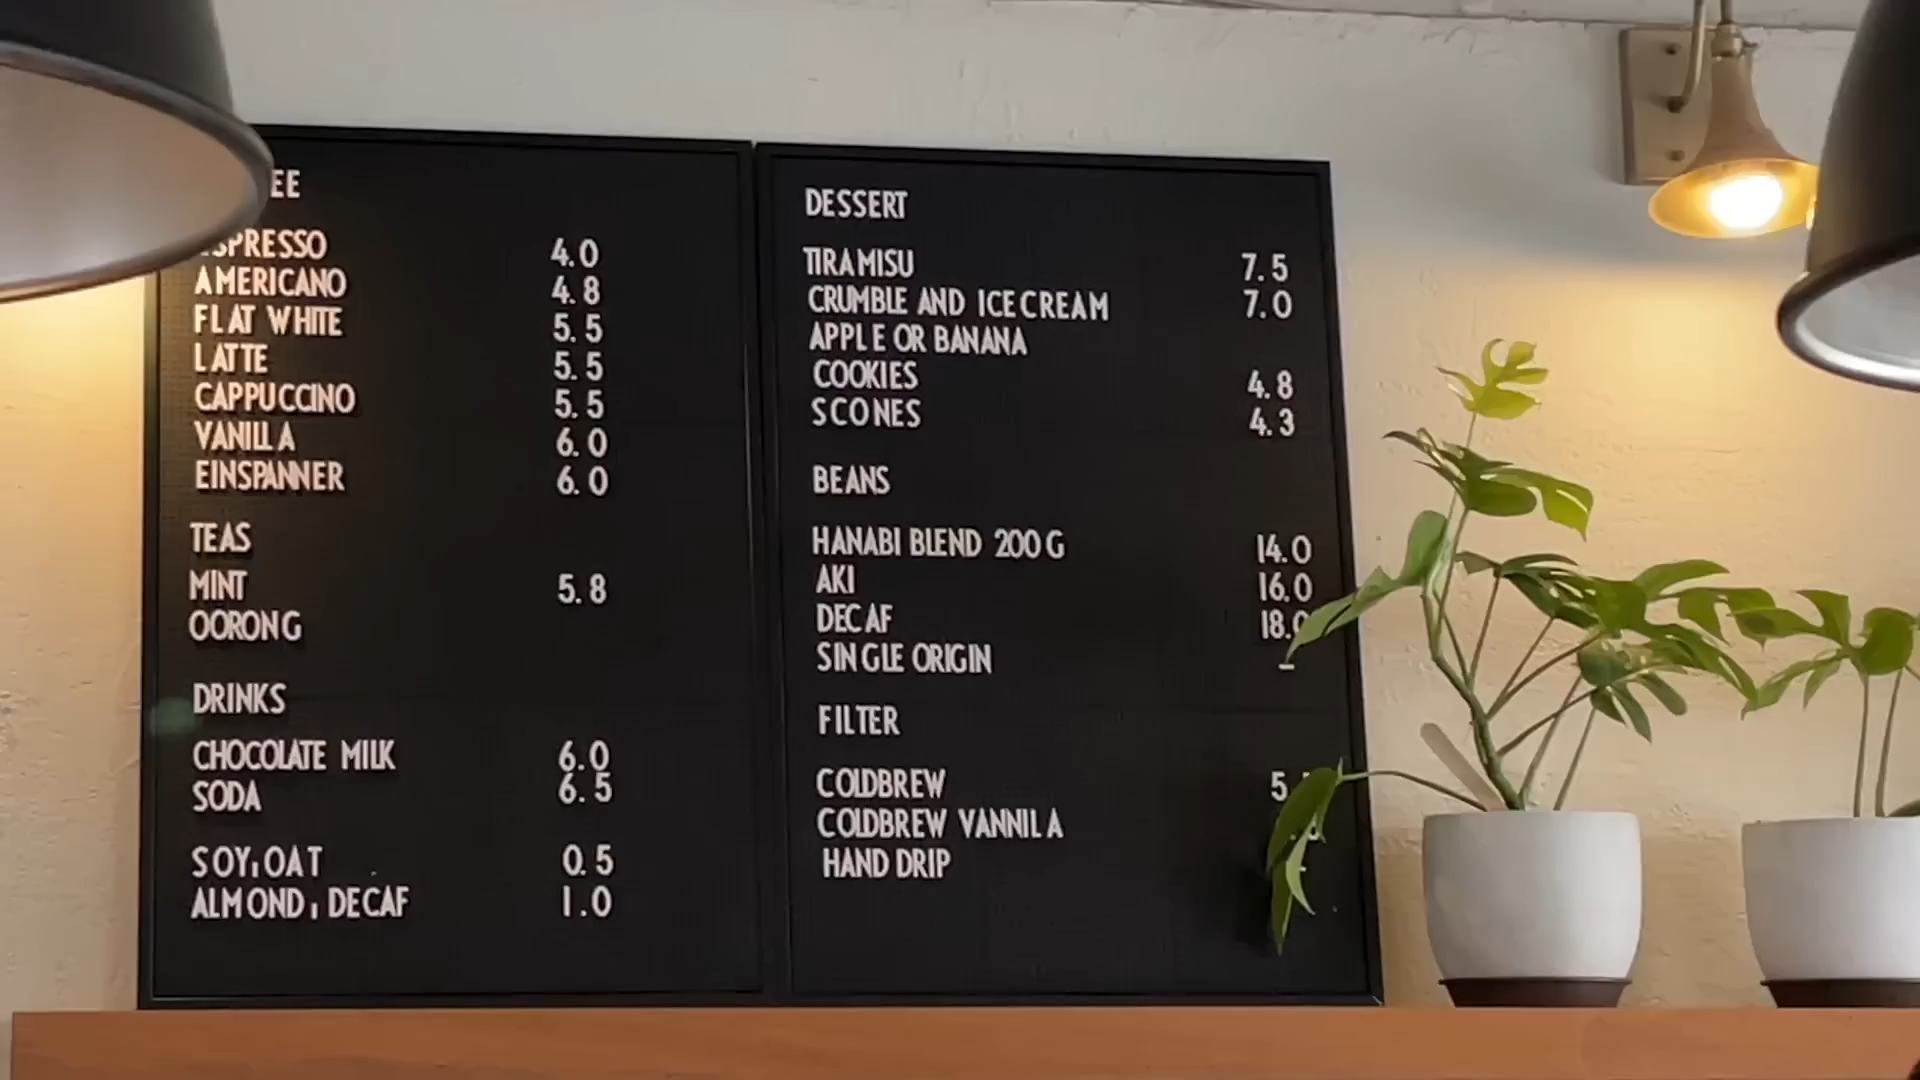 ESPRESSO 4.0
AMERICANO 4.8
FLAT WHITE 5.5
LATTE 5.5
CAPPUCCINO 5.5
VANILLA 6.0
EINSPANNER 6.0
TEAS
MINT 5.8
OORONG
DRINKS
CHOCOLATE MILK 6.0
SODA 6.5
SOY, OAT 0.5
ALMOND, DECAF 1.0
DESSERT
TIRAMISU 7.5
CRUMBLE AND ICECREAM 7.0
APPLE OR BANANA
COOKIES 4.8
SCONES 4.3
BEANS
HANABI BLEND 200G 14.0
AKI 16.0
DECAF 18.0
SINGLE ORIGIN –
FILTER
COLDBREW
COLDBREW VANNILA
HAND DRIP